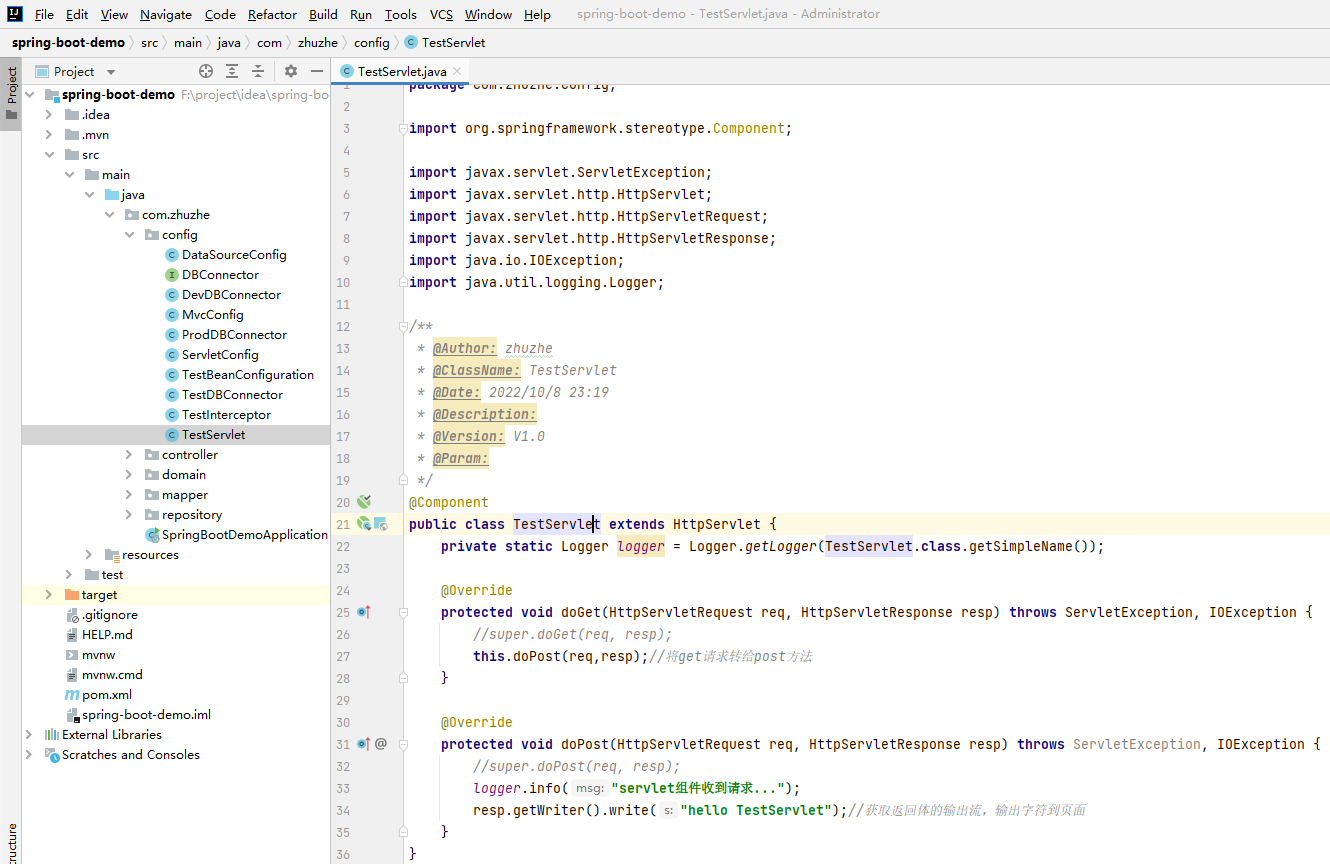 File Edit View Navigate Code Refactor Build Run Tools VCS Window Help spring-boot-demo - TestServlet.java - Administrator
spring-boot-demo src main java com zhuzhe config TestServlet
Project
TestServlet.java
Project
spring-boot-demo F:\project\idea\spring-bo
.idea
.mvn
src
main
java
com.zhuzhe
config
DataSourceConfig
DBConnector
DevDBConnector
MvcConfig
ProdDBConnector
ServletConfig
TestBeanConfiguration
TestDBConnector
TestInterceptor
TestServlet
controller
domain
mapper
repository
SpringBootDemoApplication
resources
test
target
.gitignore
HELP.md
mvnw
mvnw.cmd
pom.xml
spring-boot-demo.iml
External Libraries
Scratches and Consoles
ructure
1 package com.zhuzhe.config;
2
3 import org.springframework.stereotype.Component;
4
5 import javax.servlet.ServletException;
6 import javax.servlet.http.HttpServlet;
7 import javax.servlet.http.HttpServletRequest;
8 import javax.servlet.http.HttpServletResponse;
9 import java.io.IOException;
10 import java.util.logging.Logger;
11
12 /**
13 * @Author: zhuzhe
14 * @ClassName: TestServlet
15 * @Date: 2022/10/8 23:19
16 * @Description:
17 * @Version: V1.0
18 * @Param:
19 */
20 @Component
21 public class TestServlet extends HttpServlet {
22 private static Logger logger = Logger.getLogger(TestServlet.class.getSimpleName());
23
24 @Override
25 protected void doGet(HttpServletRequest req, HttpServletResponse resp) throws ServletException, IOException {
26 //super.doGet(req, resp);
27 this.doPost(req,resp);//将get请求转给post方法
28 }
29
30 @Override
31 @ protected void doPost(HttpServletRequest req, HttpServletResponse resp) throws ServletException, IOException {
32 //super.doPost(req, resp);
33 logger.info( msg: "servlet组件收到请求...");
34 resp.getWriter().write( s: "hello TestServlet");//获取返回体的输出流，输出字符到页面
35 }
36 }